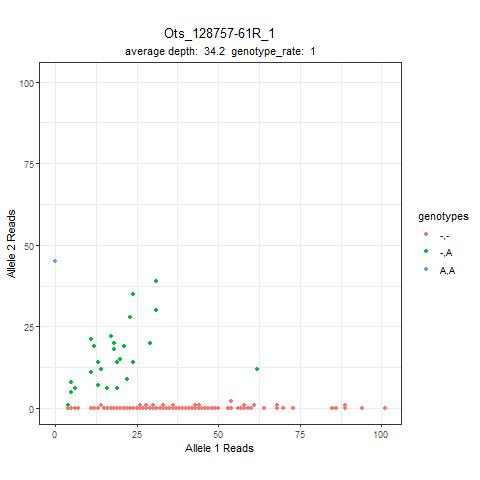 Ots_128757-61R_1
average depth: 34.2 genotype_rate: 1
100
75
50
25
0
Allele 2 Reads
0
25
50
75
100
Allele 1 Reads
genotypes
-,-
-,A
A,A